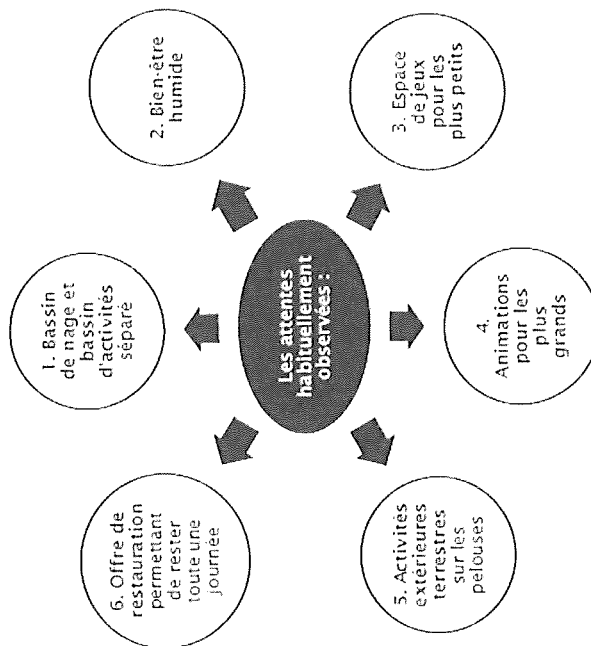 Les attentes
habituellement
observées :
1. Bassin
de nage et
bassin
d'activités
séparé
2. Bien-être
humide
3. Espace
de jeux
pour les
plus petits
4.
Animations
pour les
plus
grands
5. Activités
extérieures
terrestres
sur les
pelouses
6. Offre de
restauration
permettant
de rester
toute une
journée